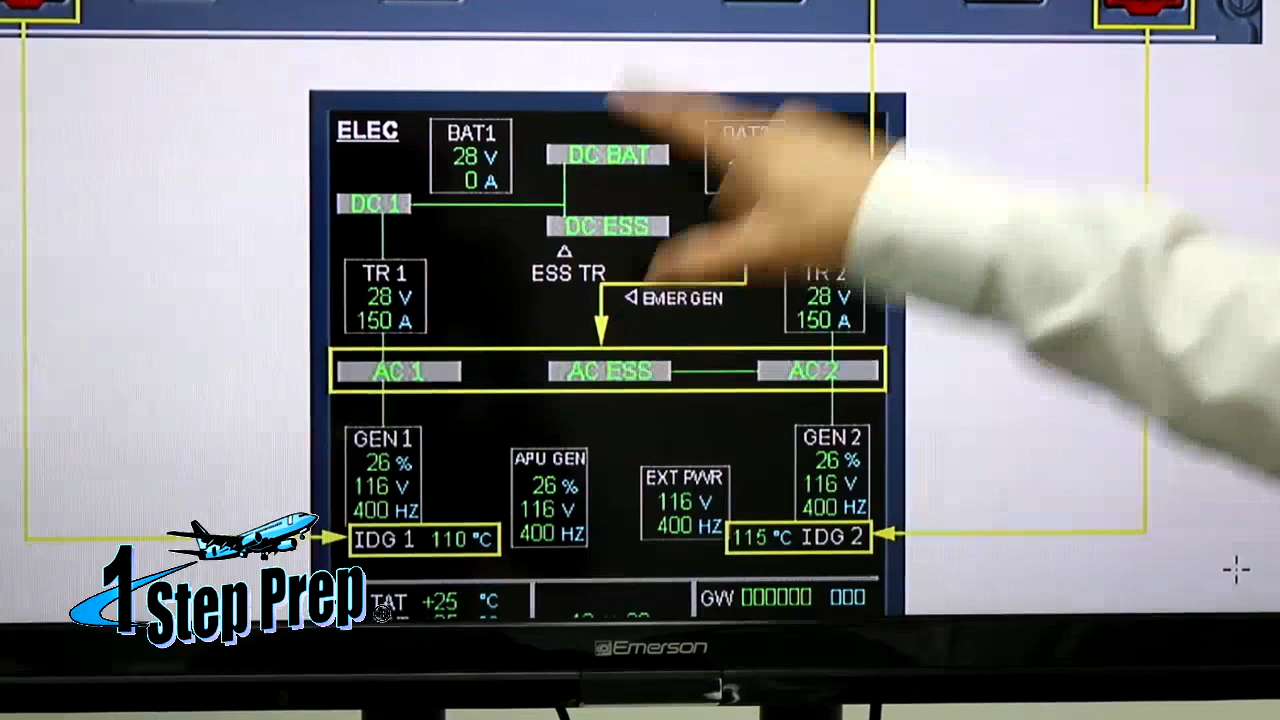 ELEC
BAT1
28 V
0 A
DC BAT
DC 1
DC ESS
ESS TR
TR 1
28 V
150 A
EMER GEN
TR 2
28 V
150 A
AC 1
AC ESS
AC 2
GEN 1
26 %
116 V
400 HZ
APU GEN
26 %
116 V
400 HZ
EXT PWR
116 V
400 HZ
GEN 2
26 %
116 V
400 HZ
IDG 1 110 °C
115 °C IDG 2
TAT +25 °C
GW 000000 000
1 Step Prep
Emerson